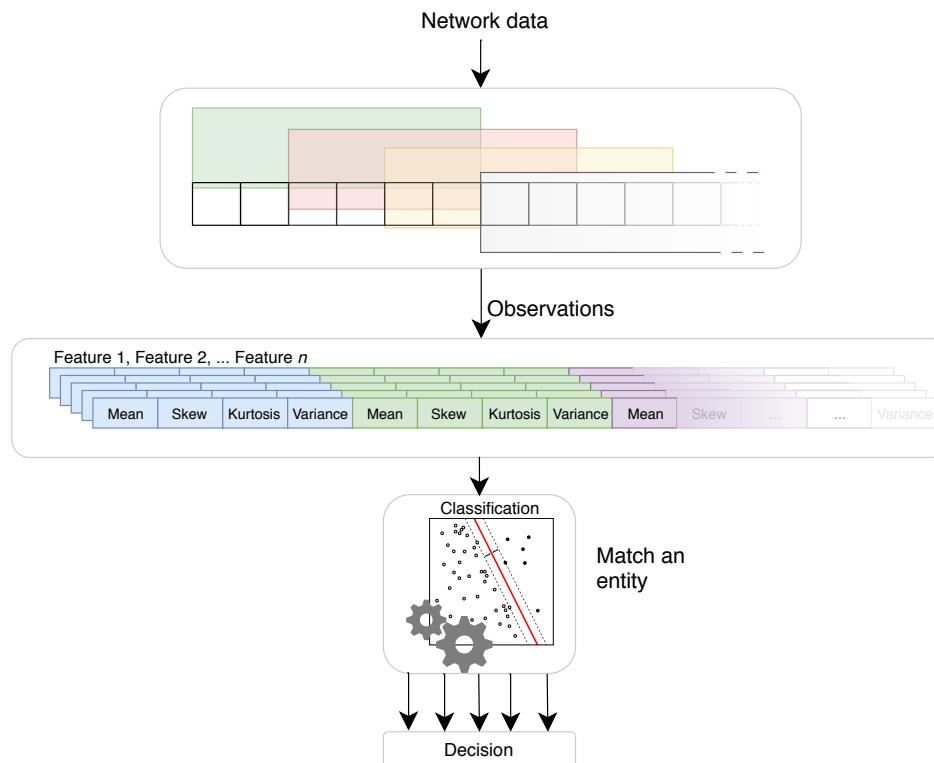 Network data
Observations
Feature 1, Feature 2, ... Feature n
Mean Skew Kurtosis Variance Mean Skew Kurtosis Variance Mean Skew ... ... Variance
Classification
Match an
entity
Decision